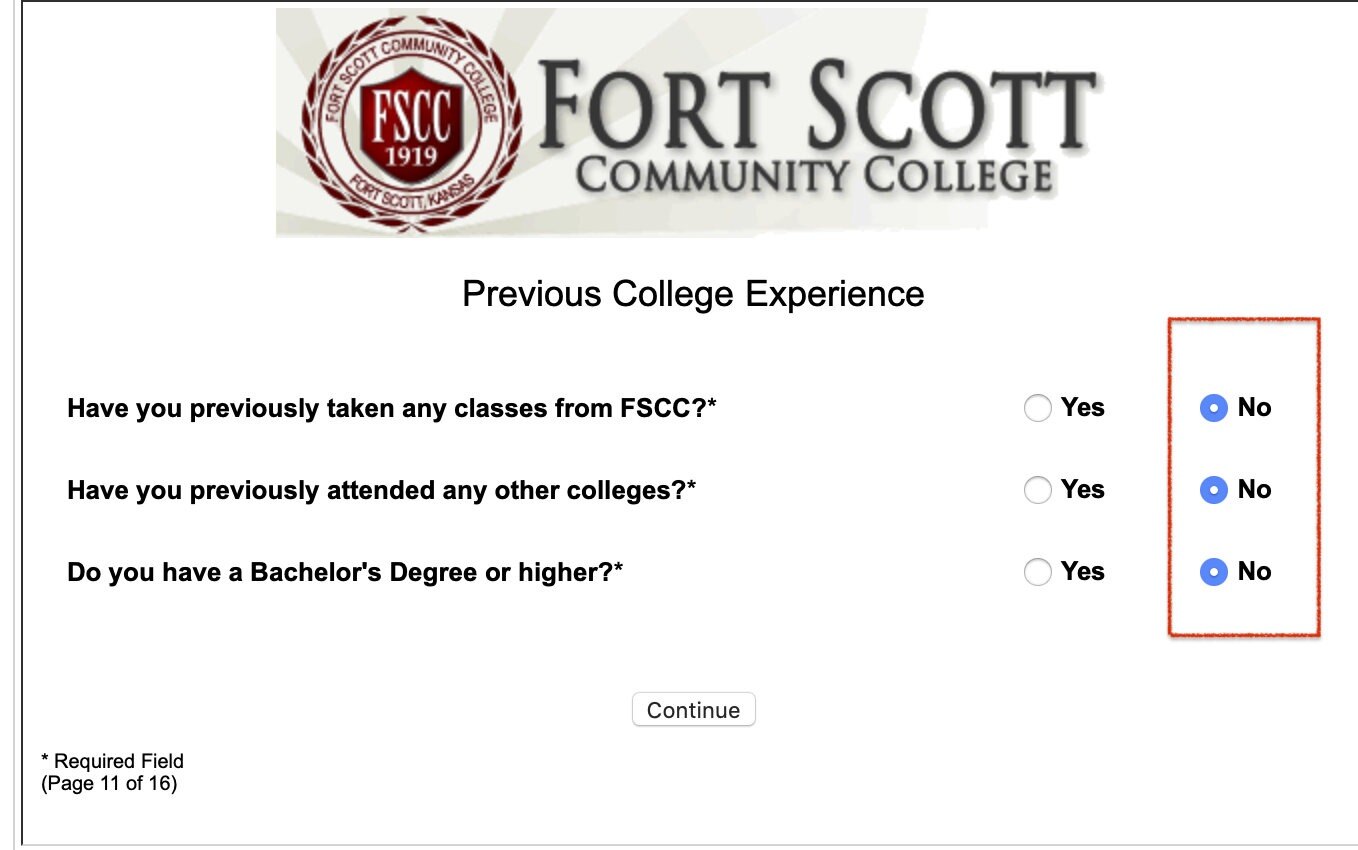 FORT SCOTT COMMUNITY COLLEGE
FSCC
1919
FORT SCOTT, KANSAS
FORT SCOTT
COMMUNITY COLLEGE
Previous College Experience
Have you previously taken any classes from FSCC?* Yes No
Have you previously attended any other colleges?* Yes No
Do you have a Bachelor's Degree or higher?* Yes No
Continue
* Required Field
(Page 11 of 16)